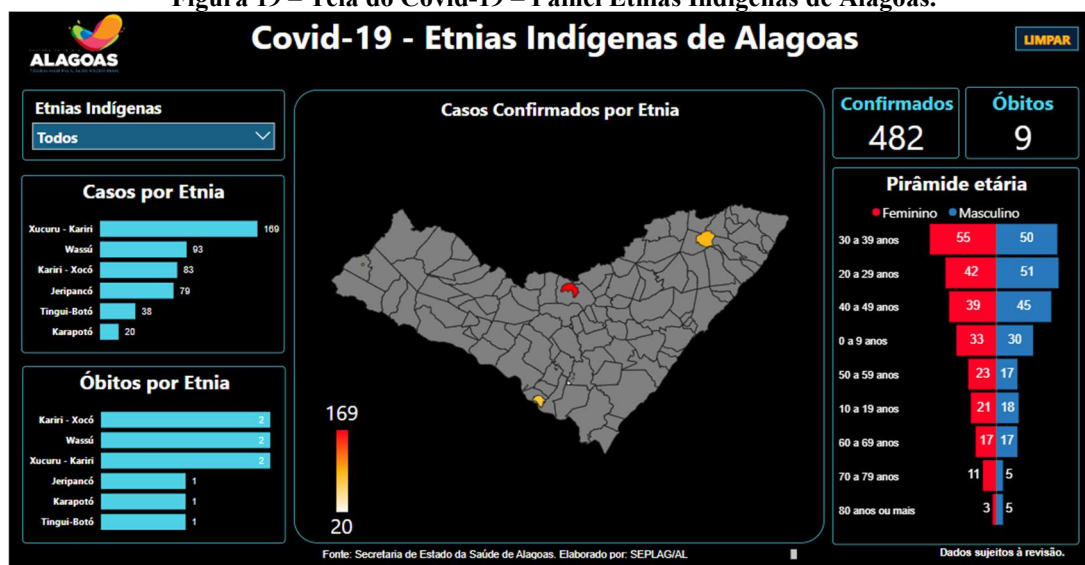 Figura 19 – Tela do Covid-19 – Painel Etnias Indígenas de Alagoas.
ALAGOAS
Covid-19 - Etnias Indígenas de Alagoas
LIMPAR
Etnias Indígenas
Todos
Casos por Etnia
Xucuru - Kariri 169
Wassú 93
Kariri - Xocó 83
Jeripancó 79
Tingui-Botó 38
Karapotó 20
Óbitos por Etnia
Kariri - Xocó 2
Wassú 2
Xucuru - Kariri 2
Jeripancó 1
Karapotó 1
Tingui-Botó 1
Casos Confirmados por Etnia
169
20
Confirmados
482
Óbitos
9
Pirâmide etária
Feminino Masculino
30 a 39 anos 55 50
20 a 29 anos 42 51
40 a 49 anos 39 45
0 a 9 anos 33 30
50 a 59 anos 23 17
10 a 19 anos 21 18
60 a 69 anos 17 17
70 a 79 anos 11 5
80 anos ou mais 3 5
Fonte: Secretaria de Estado da Saúde de Alagoas. Elaborado por: SEPLAG/AL
Dados sujeitos à revisão.